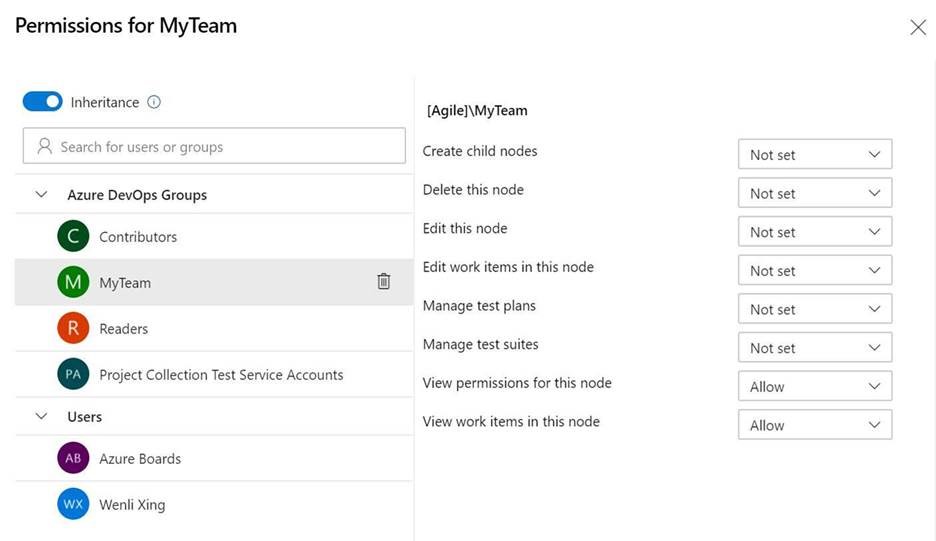 Permissions for MyTeam
Inheritance
Search for users or groups
Azure DevOps Groups
C Contributors
M MyTeam
R Readers
PA Project Collection Test Service Accounts
Users
AB Azure Boards
WX Wenli Xing
[Agile]\MyTeam
Create child nodes Not set
Delete this node Not set
Edit this node Not set
Edit work items in this node Not set
Manage test plans Not set
Manage test suites Not set
View permissions for this node Allow
View work items in this node Allow